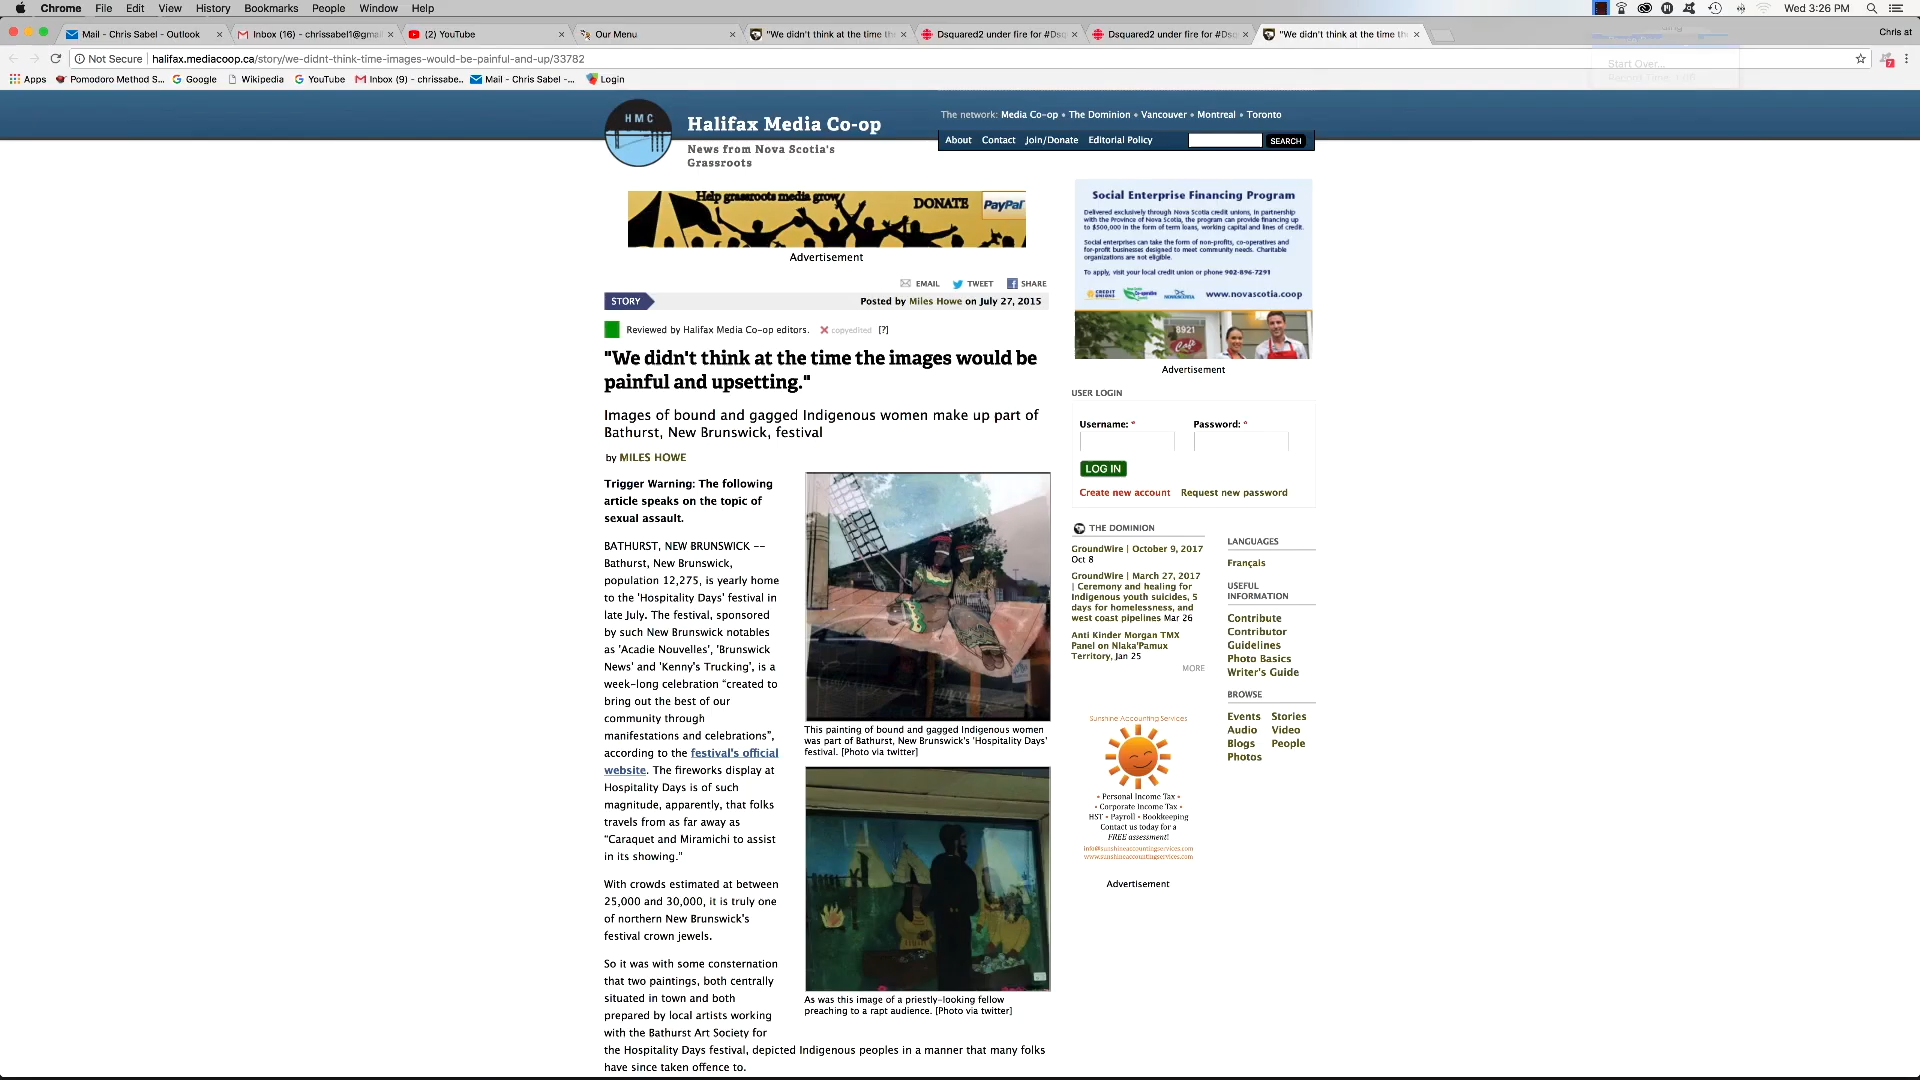 Chrome File Edit View History Bookmarks People Window Help
Wed 3:26 PM
Mail - Chris Sabel - Outlook
Inbox (16) - chrissabel1@gmai
(2) YouTube
Our Menu
"We didn't think at the time th
Dsquared2 under fire for #Dsq
Dsquared2 under fire for #Dsq
"We didn't think at the time the
Chris at
Not Secure | halifax.mediacoop.ca/story/we-didnt-think-time-images-would-be-painful-and-up/33782
Start Over...
Apps Pomodoro Method S... Google Wikipedia YouTube Inbox (9) - chrissabe... Mail - Chris Sabel -... Login
HMC
Halifax Media Co-op
News from Nova Scotia's
Grassroots
The network: Media Co-op • The Dominion • Vancouver • Montreal • Toronto
About Contact Join/Donate Editorial Policy SEARCH
Help grassroots media grow
DONATE PayPal
Advertisement
EMAIL TWEET SHARE
STORY
Posted by Miles Howe on July 27, 2015
Reviewed by Halifax Media Co-op editors. copyedited [?]
"We didn't think at the time the images would be
painful and upsetting."
Images of bound and gagged Indigenous women make up part of
Bathurst, New Brunswick, festival
by MILES HOWE
Trigger Warning: The following
article speaks on the topic of
sexual assault.
BATHURST, NEW BRUNSWICK --
Bathurst, New Brunswick,
population 12,275, is yearly home
to the 'Hospitality Days' festival in
late July. The festival, sponsored
by such New Brunswick notables
as 'Acadie Nouvelles', 'Brunswick
News' and 'Kenny's Trucking', is a
week-long celebration “created to
bring out the best of our
community through
manifestations and celebrations”,
according to the festival's official
website. The fireworks display at
Hospitality Days is of such
magnitude, apparently, that folks
travels from as far away as
“Caraquet and Miramichi to assist
in its showing.”
With crowds estimated at between
25,000 and 30,000, it is truly one
of northern New Brunswick's
festival crown jewels.
So it was with some consternation
that two paintings, both centrally
situated in town and both
prepared by local artists working
with the Bathurst Art Society for
the Hospitality Days festival, depicted Indigenous peoples in a manner that many folks
have since taken offence to.
This painting of bound and gagged Indigenous women
was part of Bathurst, New Brunswick's 'Hospitality Days'
festival. [Photo via twitter]
As was this image of a priestly-looking fellow
preaching to a rapt audience. [Photo via twitter]
Social Enterprise Financing Program
Delivered exclusively through Nova Scotia credit unions, in partnership
with the Province of Nova Scotia, the program can provide financing up
to $500,000 in the form of term loans, working capital and lines of credit.
Social enterprises can take the form of non-profits, co-operatives and
for-profit businesses designed to meet community needs. Charitable
organizations are not eligible.
To apply, visit your local credit union or phone 902-896-7291
CREDIT UNIONS
NOVA SCOTIA
www.novascotia.coop
8921
Café
Advertisement
USER LOGIN
Username: * Password: *
LOG IN
Create new account Request new password
THE DOMINION
GroundWire | October 9, 2017
Oct 8
GroundWire | March 27, 2017
| Ceremony and healing for
Indigenous youth suicides, 5
days for homelessness, and
west coast pipelines Mar 26
Anti Kinder Morgan TMX
Panel on Nlaka'Pamux
Territory, Jan 25
MORE
LANGUAGES
Français
USEFUL
INFORMATION
Contribute
Contributor
Guidelines
Photo Basics
Writer's Guide
BROWSE
Events Stories
Audio Video
Blogs People
Photos
Sunshine Accounting Services
• Personal Income Tax •
• Corporate Income Tax •
HST • Payroll • Bookkeeping
Contact us today for a
FREE assessment!
info@sunshineaccountingservices.com
www.sunshineaccountingservices.com
Advertisement